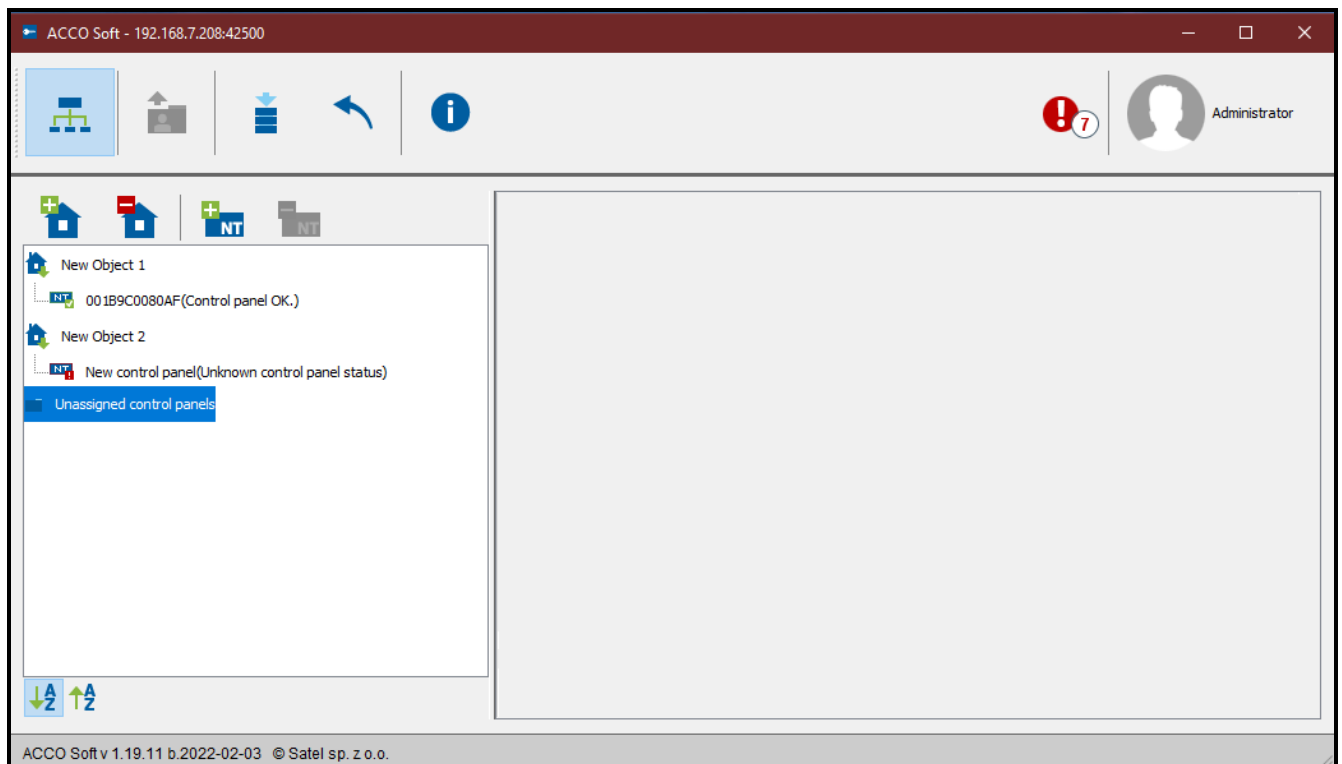 ACCO Soft - 192.168.7.208:42500
i
! 7
Administrator
NT NT
New Object 1
NT 001B9C0080AF(Control panel OK.)
New Object 2
NT New control panel(Unknown control panel status)
Unassigned control panels
A Z A Z
ACCO Soft v 1.19.11 b.2022-02-03 © Satel sp. z o.o.